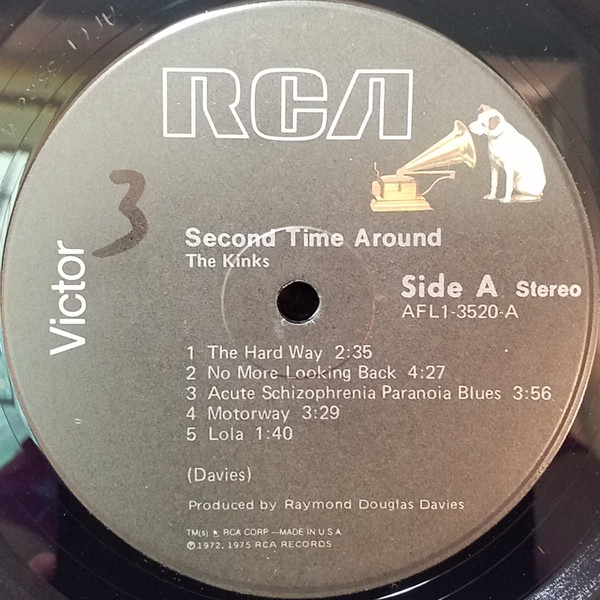 RCA
3
Victor
Second Time Around
The Kinks
Side A Stereo
AFL1-3520-A
1 The Hard Way 2:35
2 No More Looking Back 4:27
3 Acute Schizophrenia Paranoia Blues 3:56
4 Motorway 3:29
5 Lola 1:40
(Davies)
Produced by Raymond Douglas Davies
TM(s) RCA CORP—MADE IN U.S.A
℗1972, 1975 RCA RECORDS